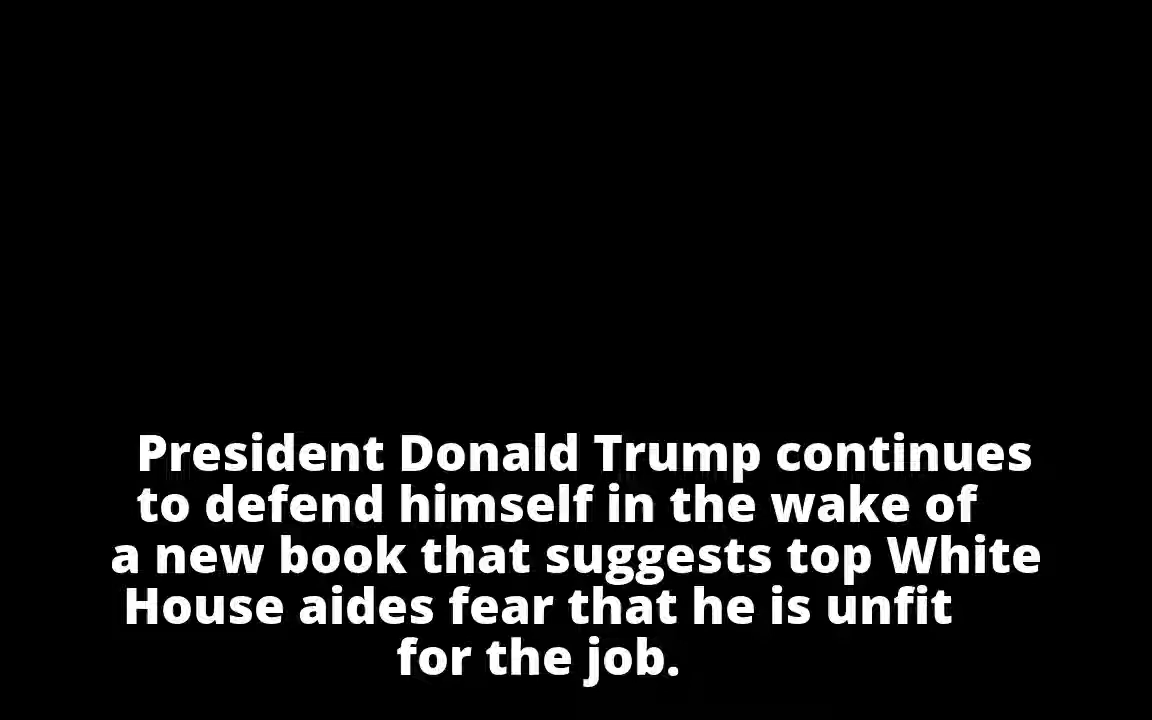 President Donald Trump continues
to defend himself in the wake of
a new book that suggests top White
House aides fear that he is unfit
for the job.